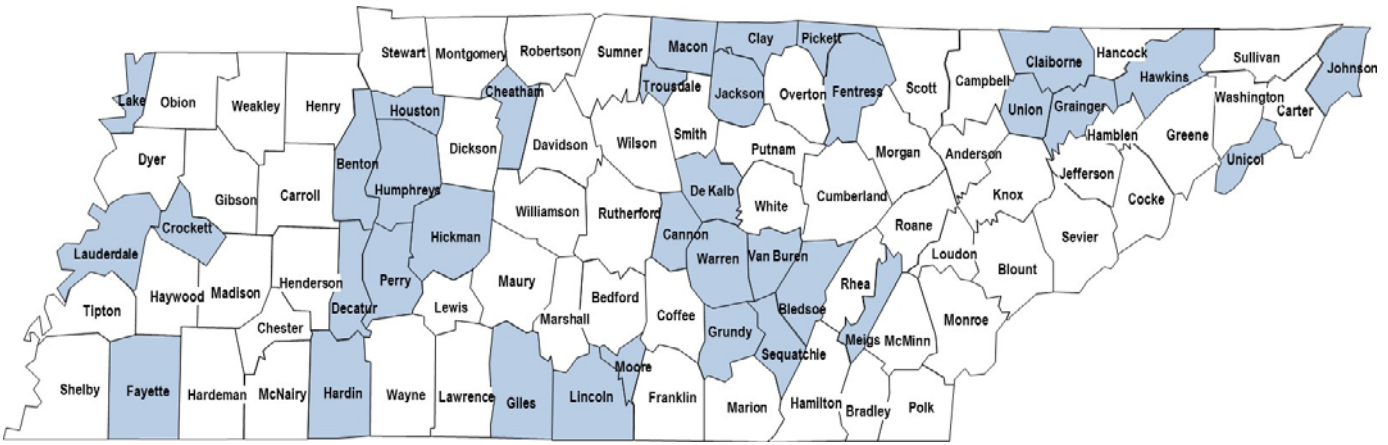 Stewart
Montgomery
Robertson
Sumner
Macon
Clay
Pickett
Scott
Campbell
Claiborne
Hancock
Hawkins
Sullivan
Johnson
Lake
Obion
Weakley
Henry
Houston
Cheatham
Trousdale
Jackson
Overton
Fentress
Union
Grainger
Washington
Carter
Dyer
Benton
Humphreys
Dickson
Davidson
Wilson
Smith
Putnam
Morgan
Anderson
Hamblen
Greene
Unicol
Gibson
Carroll
Williamson
Rutherford
De Kalb
White
Cumberland
Knox
Jefferson
Cocke
Crockett
Lauderdale
Hickman
Cannon
Warren
Van Buren
Roane
Loudon
Sevier
Tipton
Haywood
Madison
Henderson
Decatur
Perry
Lewis
Maury
Marshall
Bedford
Coffee
Grundy
Sequatchie
Bledsoe
Rhea
Meigs
McMinn
Monroe
Blount
Chester
Moore
Shelby
Fayette
Hardeman
McNairy
Hardin
Wayne
Lawrence
Giles
Lincoln
Franklin
Marion
Hamilton
Bradley
Polk